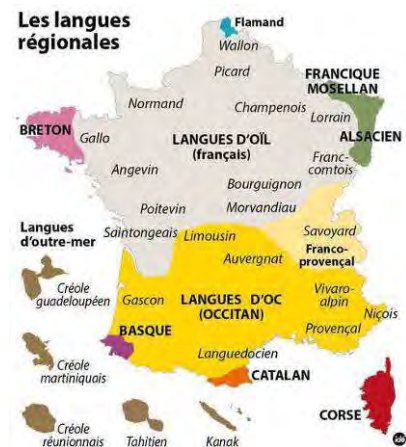 Les langues
régionales
Flamand
Wallon
Picard
FRANCIQUE
MOSELLAN
Normand
Champenois
Lorrain
BRETON
Gallo
LANGUES D'OÏL
(français)
ALSACIEN
Angevin
Franc-
comtois
Bourguignon
Poitevin
Morvandiau
Langues
d'outre-mer
Saintongeais
Limousin
Savoyard
Franco-
provençal
Auvergnat
Créole
guadeloupéen
Gascon
LANGUES D'OC
(OCCITAN)
Vivaro-
alpin
Niçois
Provençal
BASQUE
Languedocien
Créole
martiniquais
CATALAN
CORSE
Créole
réunionnais
Tahitien
Kanak